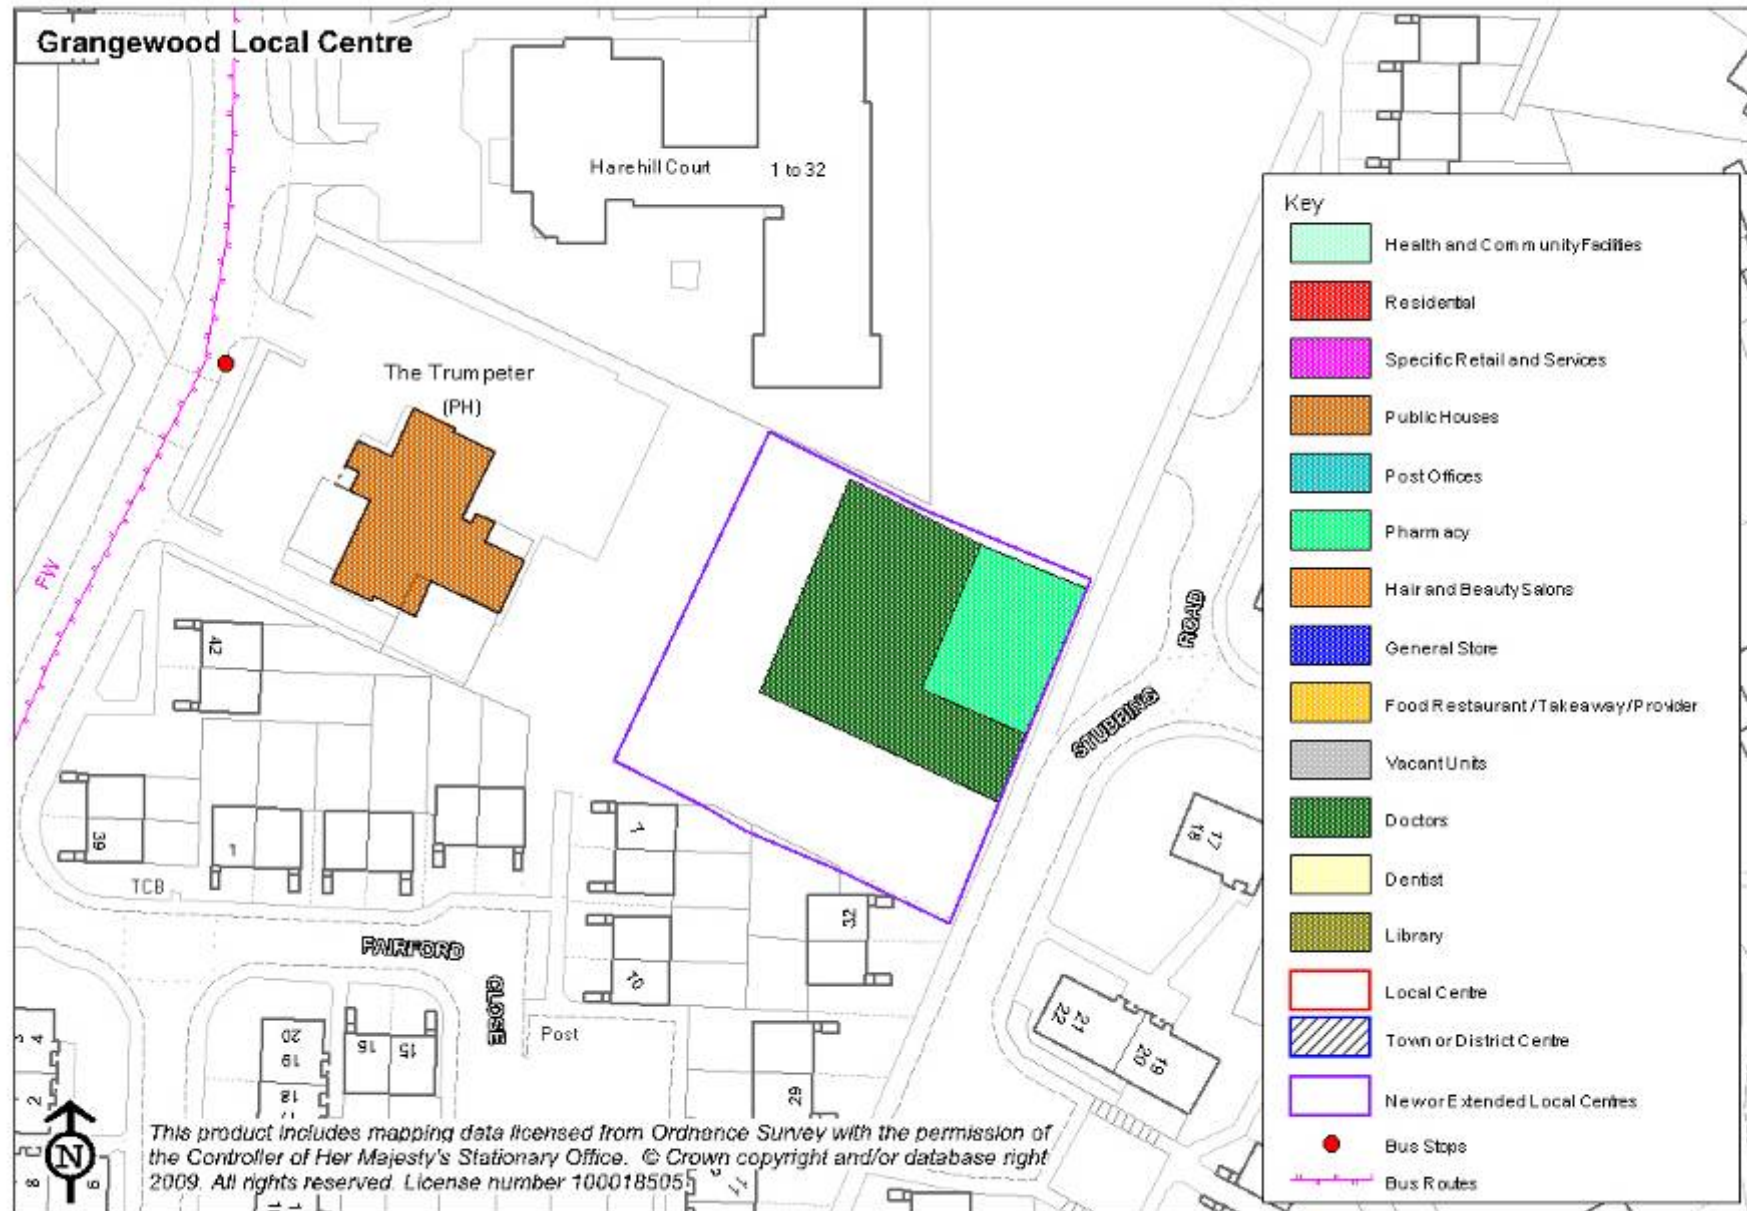 Grangewood Local Centre
Harehill Court 1 to 32
The Trumpeter
(PH)
FW
42
39
1
TCB
7
10
32
29
FAIRFORD
CLOSE
Post
STUBBING
ROAD
18
17
22
21
20
19
20
19
18
16
15
4
2
8
9
N
Key
Health and Community Facilities
Residential
Specific Retail and Services
Public Houses
Post Offices
Pharmacy
Hair and Beauty Salons
General Store
Food Restaurant / Takeaway / Provider
Vacant Units
Doctors
Dentist
Library
Local Centre
Town or District Centre
New or Extended Local Centres
Bus Stops
Bus Routes
This product includes mapping data licensed from Ordnance Survey with the permission of
the Controller of Her Majesty's Stationary Office. © Crown copyright and/or database right
2009. All rights reserved. License number 100018505